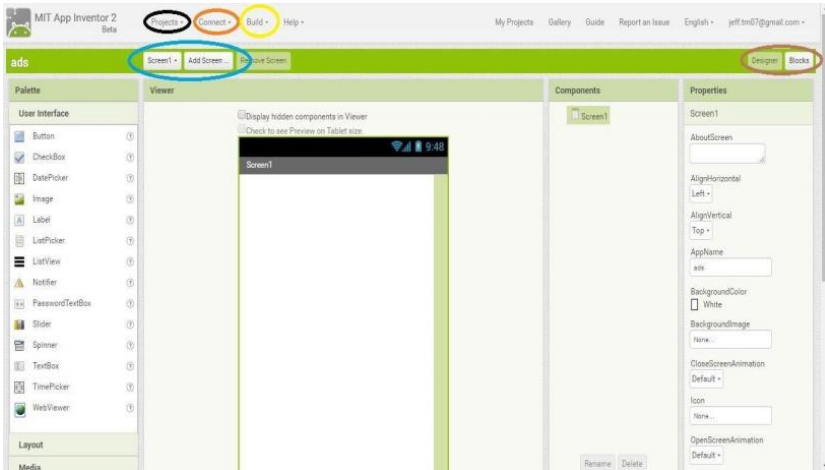 MIT App Inventor 2
Beta
Projects Connect Build Help
My Projects Gallery Guide Report an Issue English jeff.tm07@gmail.com
ads
Screen1 Add Screen ... Remove Screen
Designer Blocks
Palette
User Interface
Button
CheckBox
DatePicker
Image
Label
ListPicker
ListView
Notifier
PasswordTextBox
Slider
Spinner
TextBox
TimePicker
WebViewer
Layout
Media
Viewer
Display hidden components in Viewer
Check to see Preview on Tablet size.
9:48
Screen1
Components
Screen1
Rename Delete
Properties
Screen1
AboutScreen
AlignHorizontal
Left
AlignVertical
Top
AppName
ads
BackgroundColor
White
BackgroundImage
None...
CloseScreenAnimation
Default
Icon
None...
OpenScreenAnimation
Default